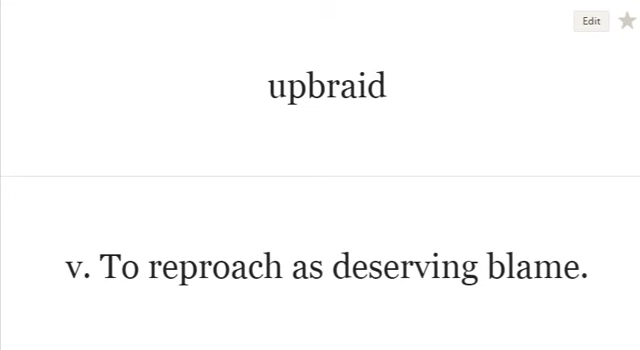 Edit
upbraid
v. To reproach as deserving blame.